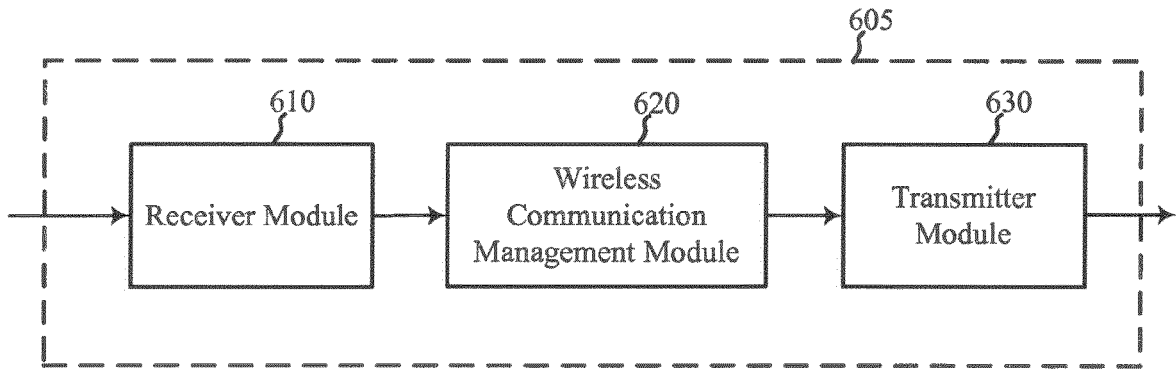 605
610
620
630
Receiver Module
Wireless
Communication
Management Module
Transmitter
Module